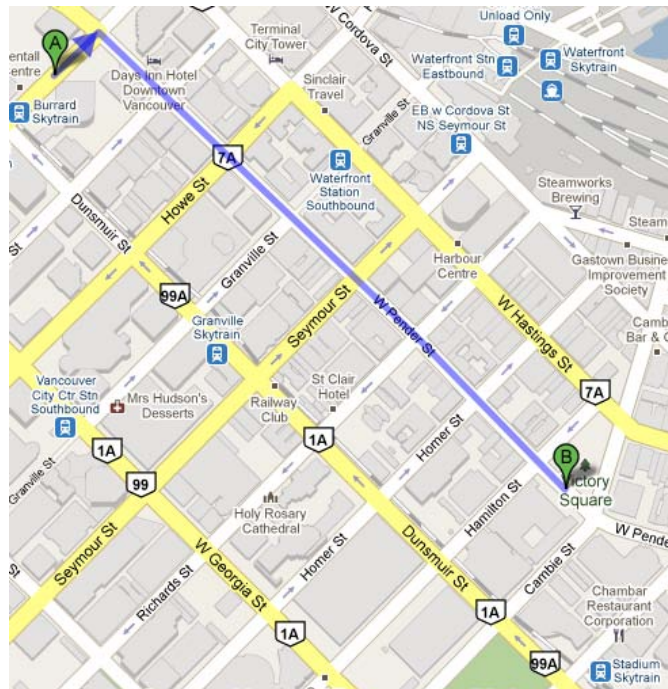 A
entall
Centre
Burrard
Skytrain
Days Inn Hotel
Downtown
Vancouver
Terminal
City Tower
W Cordova St
Unload Only
Waterfront Stn
Eastbound
Waterfront
Skytrain
Sinclair
Travel
Granville St
EB w Cordova St
NS Seymour St
7A
Waterfront
Station
Southbound
Howe St
Dunsmuir St
Granville St
Steamworks
Brewing
Steam
Harbour
Centre
Gastown Busine
Improvement
Society
99A
Seymour St
W Pender St
W Hastings St
Granville
Skytrain
Camb
Bar & G
Vancouver
City Ctr Stn
Southbound
Mrs Hudson's
Desserts
St Clair
Hotel
Railway
Club
7A
1A
1A
Homer St
B
Victory
Square
Granville St
99
Holy Rosary
Cathedral
Hamilton St
W Pende
Seymour St
W Georgia St
Homer St
Dunsmuir St
Cambie St
Richards St
Chambar
Restaurant
Corporation
1A
1A
99A
Stadium
Skytrain